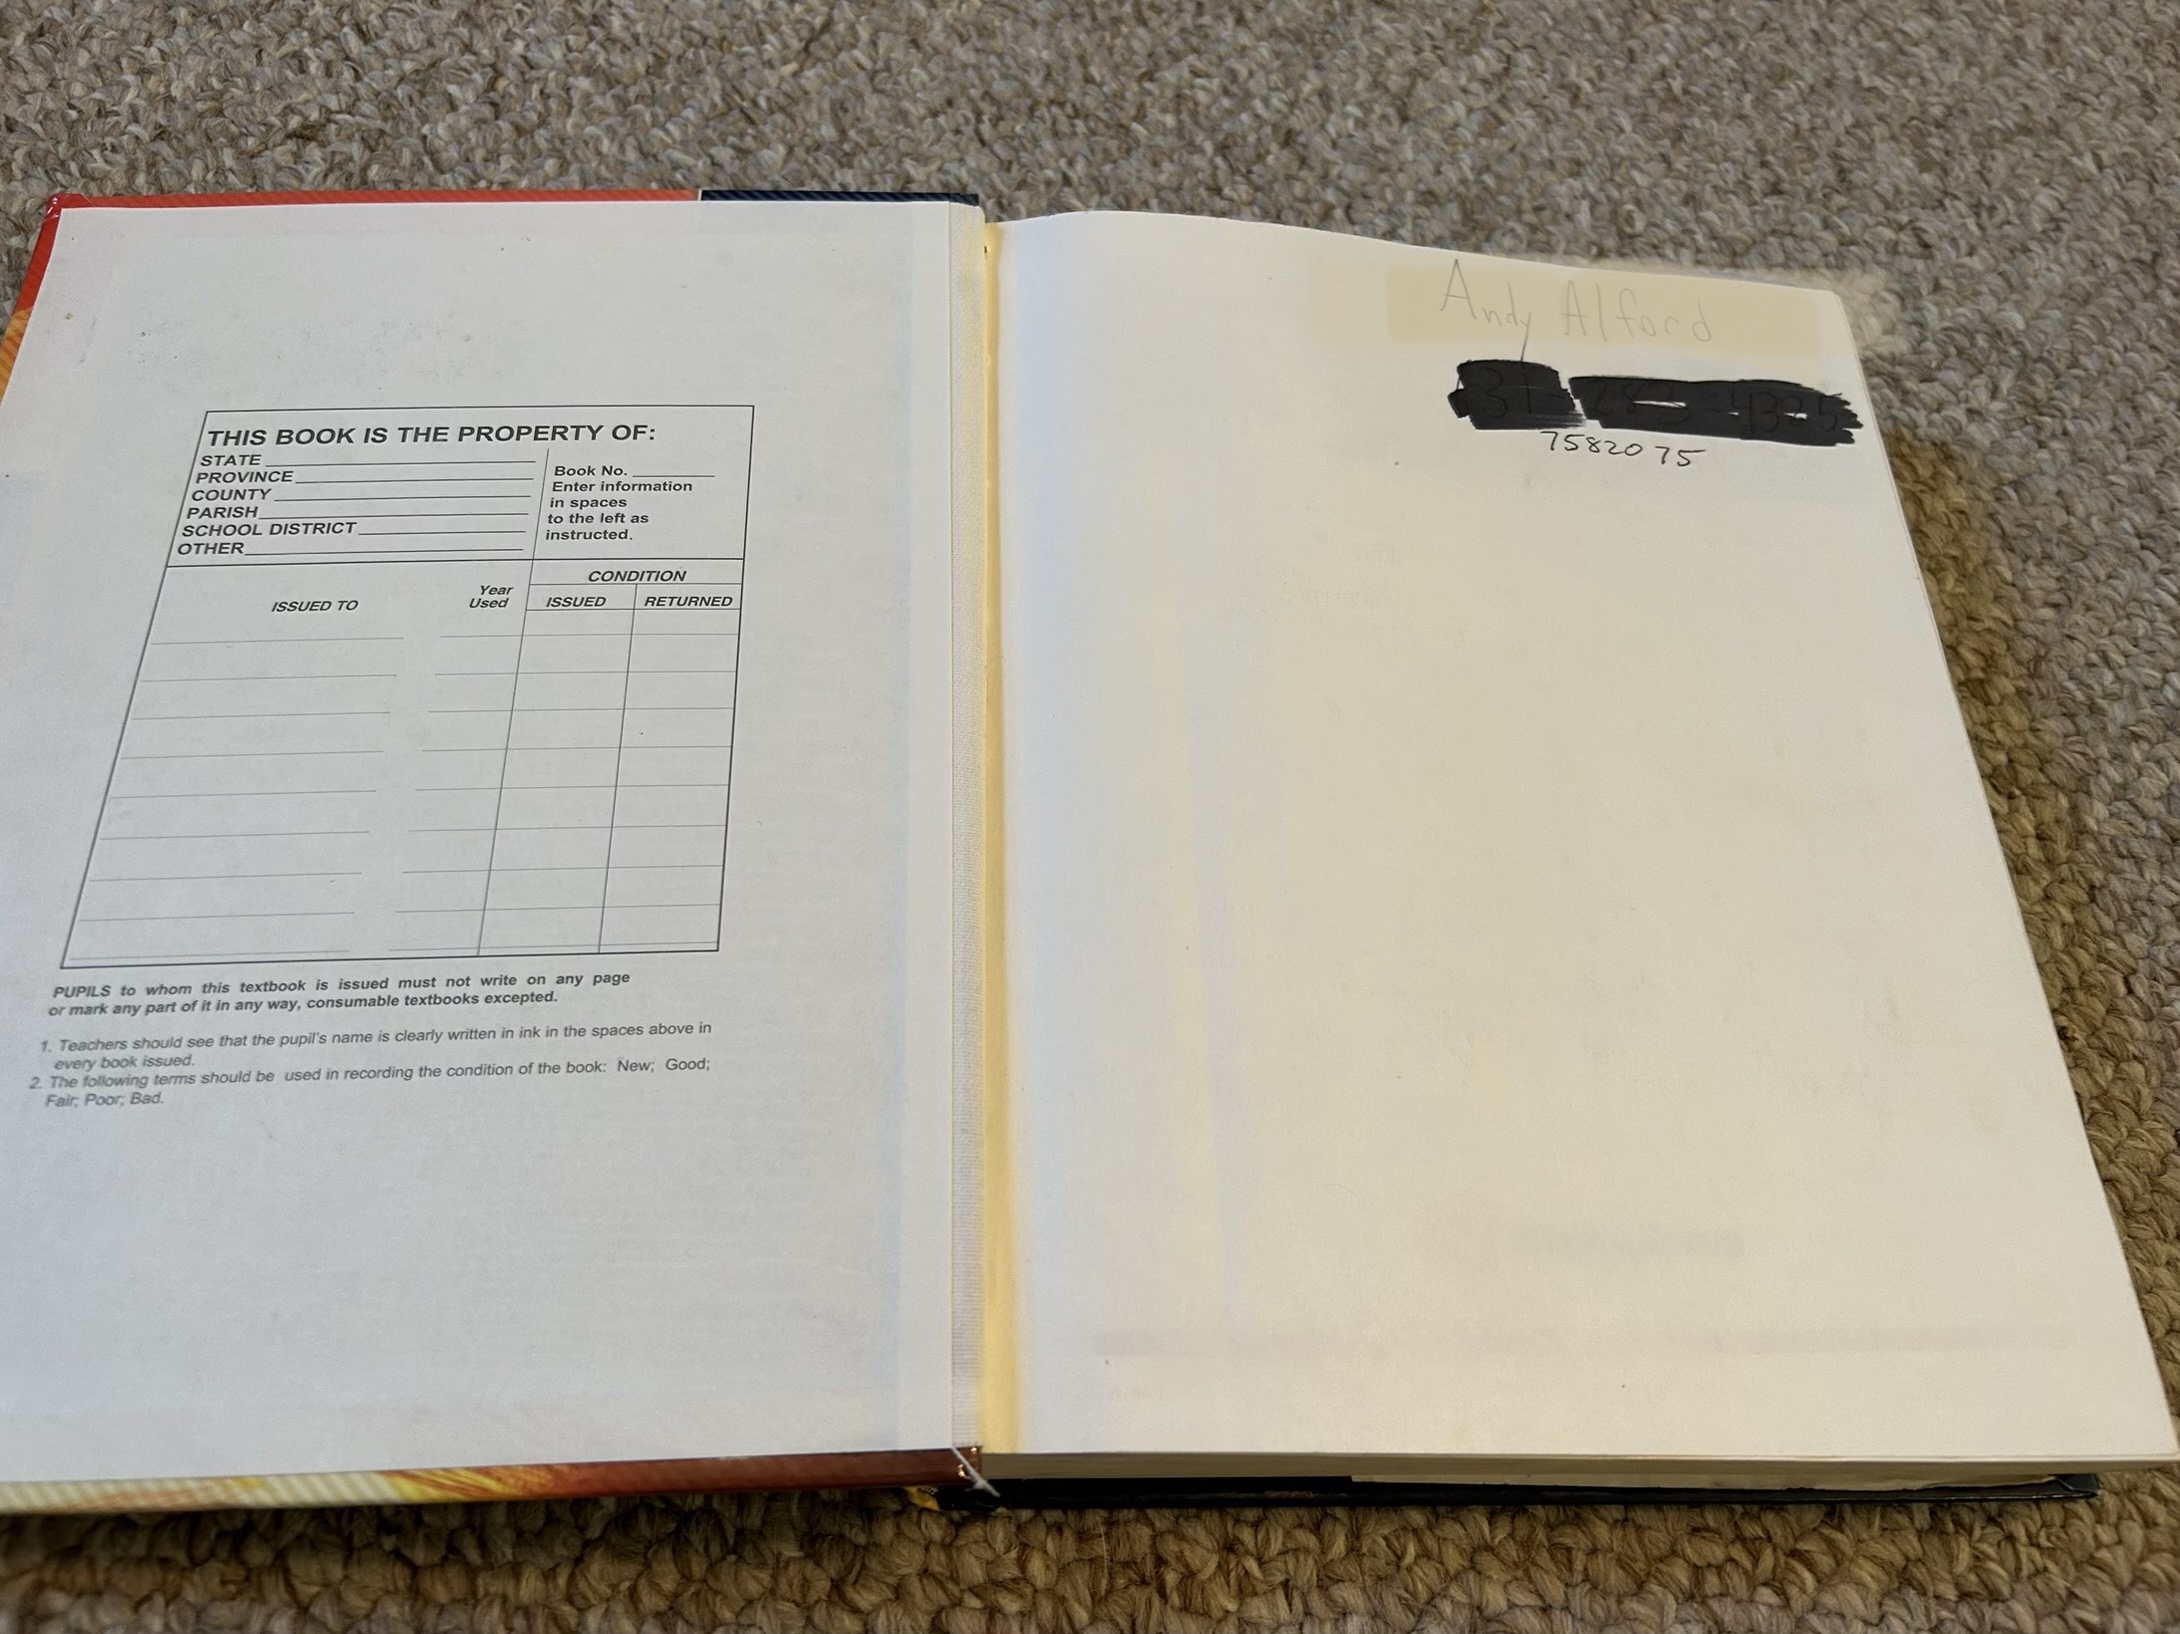 THIS BOOK IS THE PROPERTY OF:
STATE
PROVINCE
COUNTY
PARISH
SCHOOL DISTRICT
OTHER
Book No.
Enter information
in spaces
to the left as
instructed.
ISSUED TO
Year
Used
CONDITION
ISSUED
RETURNED
PUPILS to whom this textbook is issued must not write on any page
or mark any part of it in any way, consumable textbooks excepted.
1. Teachers should see that the pupil's name is clearly written in ink in the spaces above in
every book issued.
2. The following terms should be used in recording the condition of the book: New; Good;
Fair; Poor; Bad.
Andy Alford
7582075